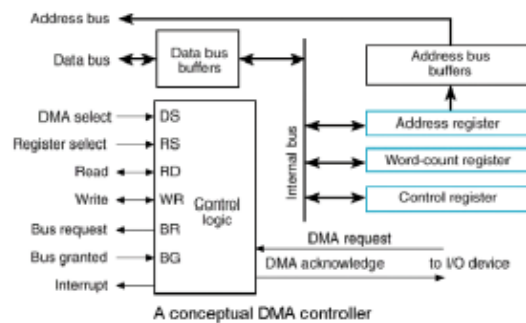 Address bus
Data bus
Data bus
buffers
Address bus
buffers
DMA select
DS
Register select
RS
Read
RD
Write
WR
Bus request
BR
Bus granted
BG
Interrupt
Control
logic
Internal bus
Address register
Word-count register
Control register
DMA request
DMA acknowledge
to I/O device
A conceptual DMA controller